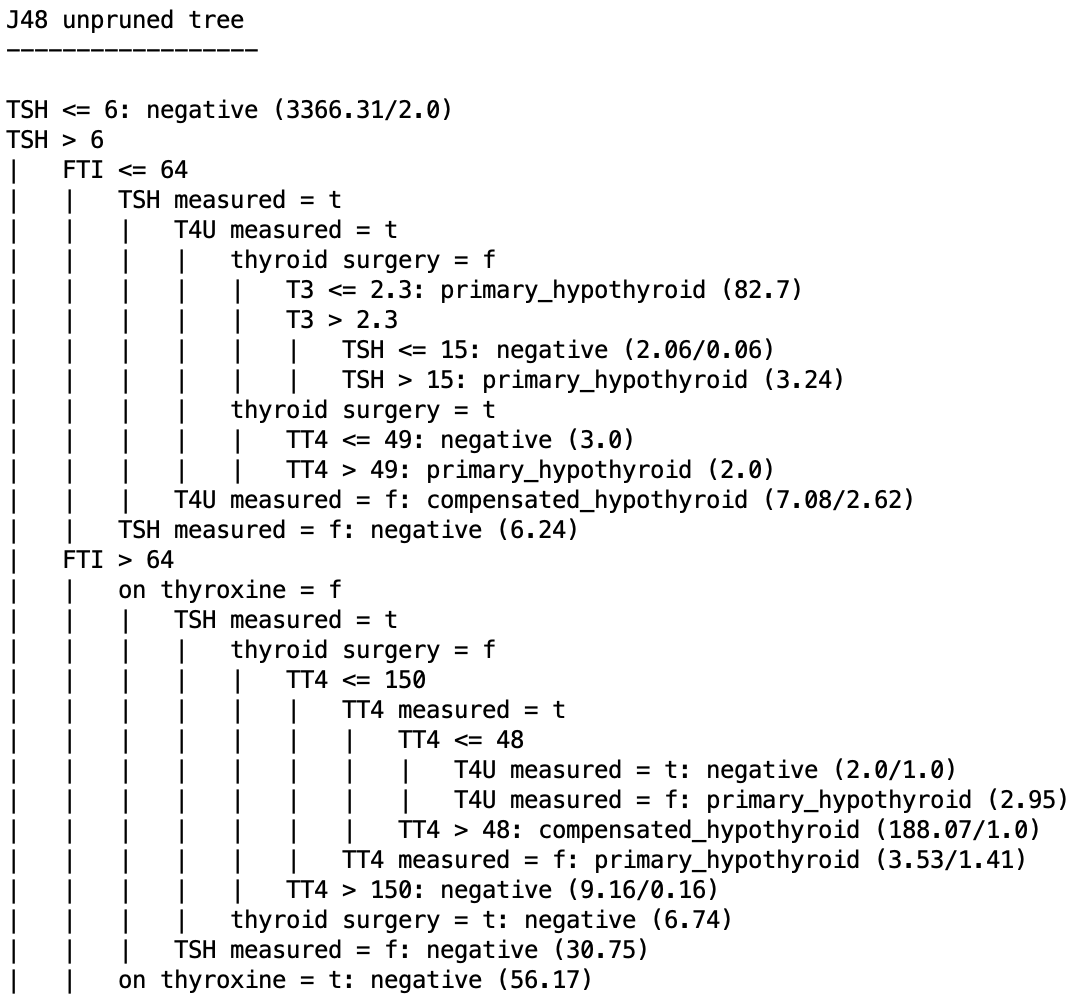 J48 unpruned tree
------------------
TSH <= 6: negative (3366.31/2.0)
TSH > 6
|   FTI <= 64
|   |   TSH measured = t
|   |   |   T4U measured = t
|   |   |   |   thyroid surgery = f
|   |   |   |   |   T3 <= 2.3: primary_hypothyroid (82.7)
|   |   |   |   |   T3 > 2.3
|   |   |   |   |   |   TSH <= 15: negative (2.06/0.06)
|   |   |   |   |   |   TSH > 15: primary_hypothyroid (3.24)
|   |   |   |   thyroid surgery = t
|   |   |   |   |   TT4 <= 49: negative (3.0)
|   |   |   |   |   TT4 > 49: primary_hypothyroid (2.0)
|   |   |   T4U measured = f: compensated_hypothyroid (7.08/2.62)
|   |   TSH measured = f: negative (6.24)
|   FTI > 64
|   |   on thyroxine = f
|   |   |   TSH measured = t
|   |   |   |   thyroid surgery = f
|   |   |   |   |   TT4 <= 150
|   |   |   |   |   |   TT4 measured = t
|   |   |   |   |   |   |   TT4 <= 48
|   |   |   |   |   |   |   |   T4U measured = t: negative (2.0/1.0)
|   |   |   |   |   |   |   |   T4U measured = f: primary_hypothyroid (2.95)
|   |   |   |   |   |   |   TT4 > 48: compensated_hypothyroid (188.07/1.0)
|   |   |   |   |   |   TT4 measured = f: primary_hypothyroid (3.53/1.41)
|   |   |   |   |   TT4 > 150: negative (9.16/0.16)
|   |   |   |   thyroid surgery = t: negative (6.74)
|   |   |   TSH measured = f: negative (30.75)
|   |   on thyroxine = t: negative (56.17)